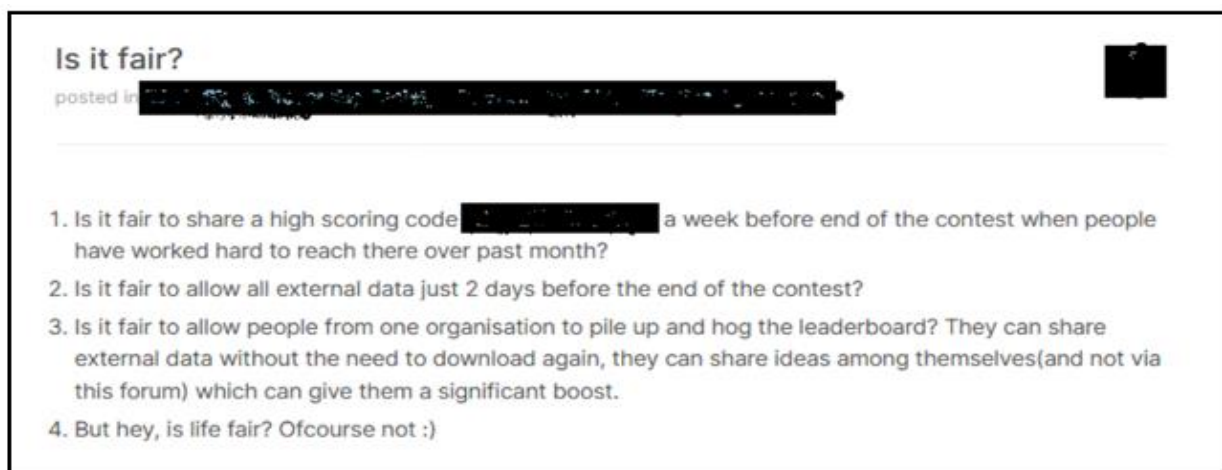 Is it fair?
posted in
1. Is it fair to share a high scoring code a week before end of the contest when people
have worked hard to reach there over past month?
2. Is it fair to allow all external data just 2 days before the end of the contest?
3. Is it fair to allow people from one organisation to pile up and hog the leaderboard? They can share
external data without the need to download again, they can share ideas among themselves(and not via
this forum) which can give them a significant boost.
4. But hey, is life fair? Ofcourse not :)